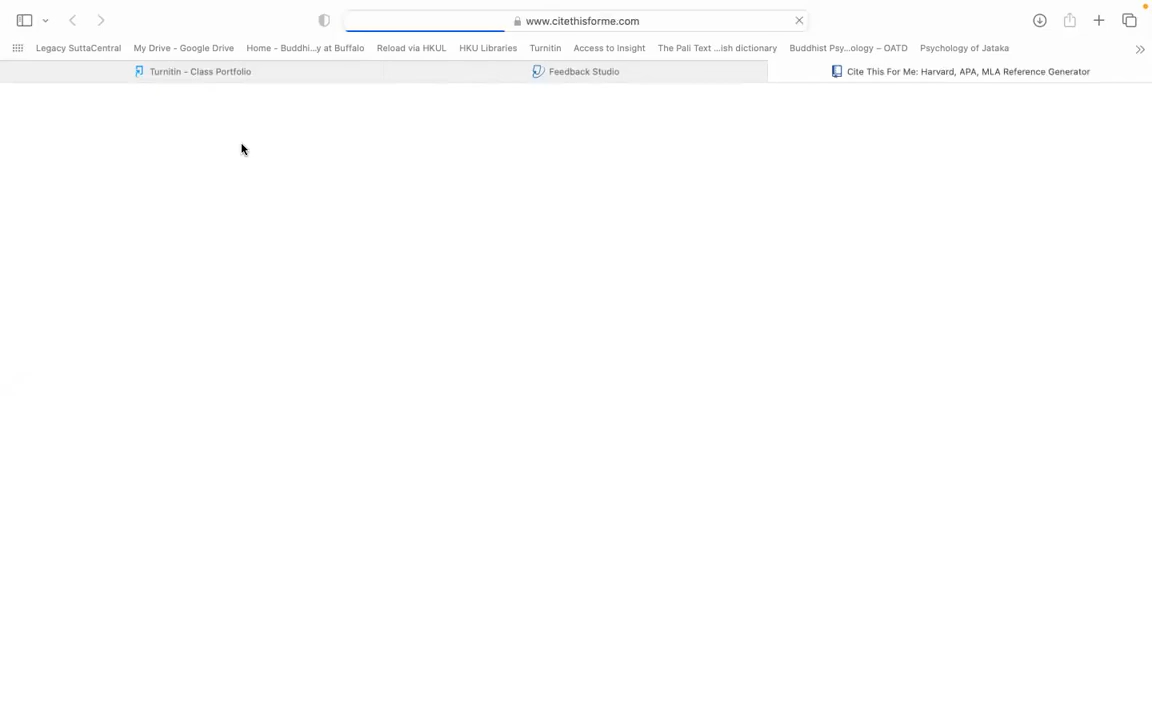 www.citethisforme.com
Legacy SuttaCentral My Drive - Google Drive Home - Buddhi...y at Buffalo Reload via HKUL HKU Libraries Turnitin Access to Insight The Pali Text ...ish dictionary Buddhist Psy...ology – OATD Psychology of Jataka
Turnitin - Class Portfolio Feedback Studio Cite This For Me: Harvard, APA, MLA Reference Generator